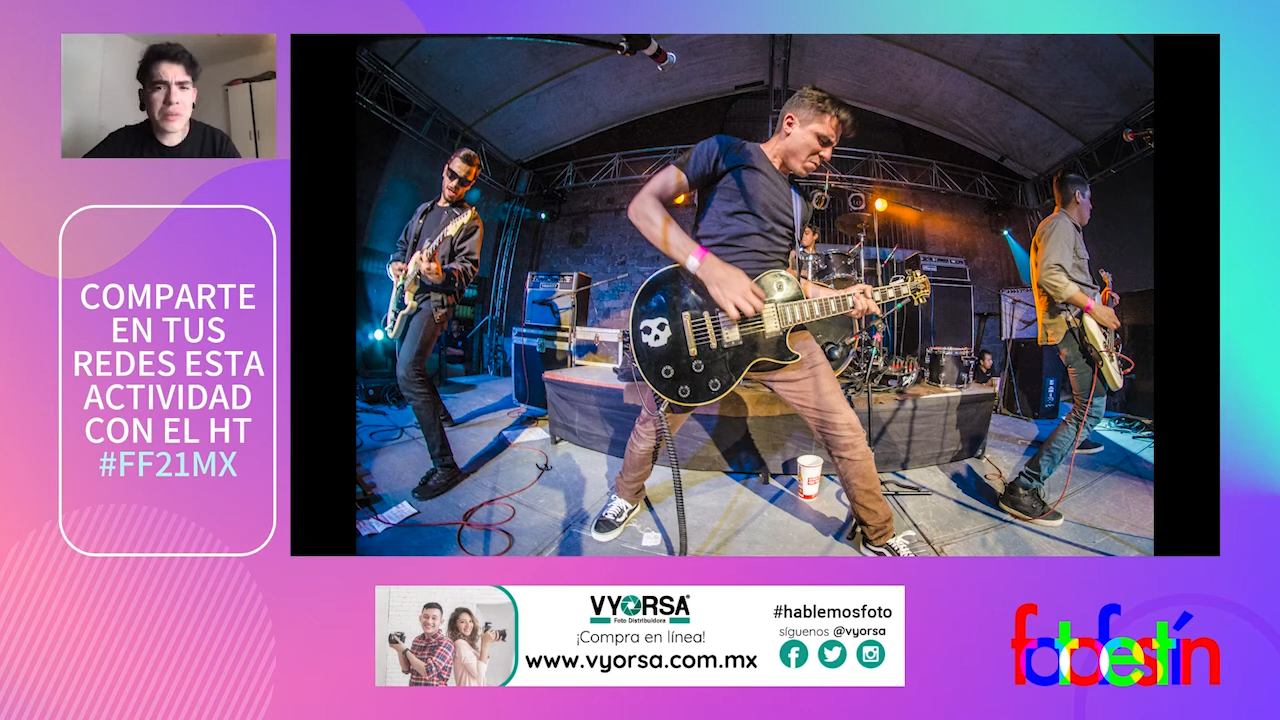 COMPARTE
EN TUS
REDES ESTA
ACTIVIDAD
CON EL HT
#FF21MX
VYORSA
Foto Distribuidora
¡Compra en línea!
www.vyorsa.com.mx
#hablemosfoto
síguenos @vyorsa
fotofestín